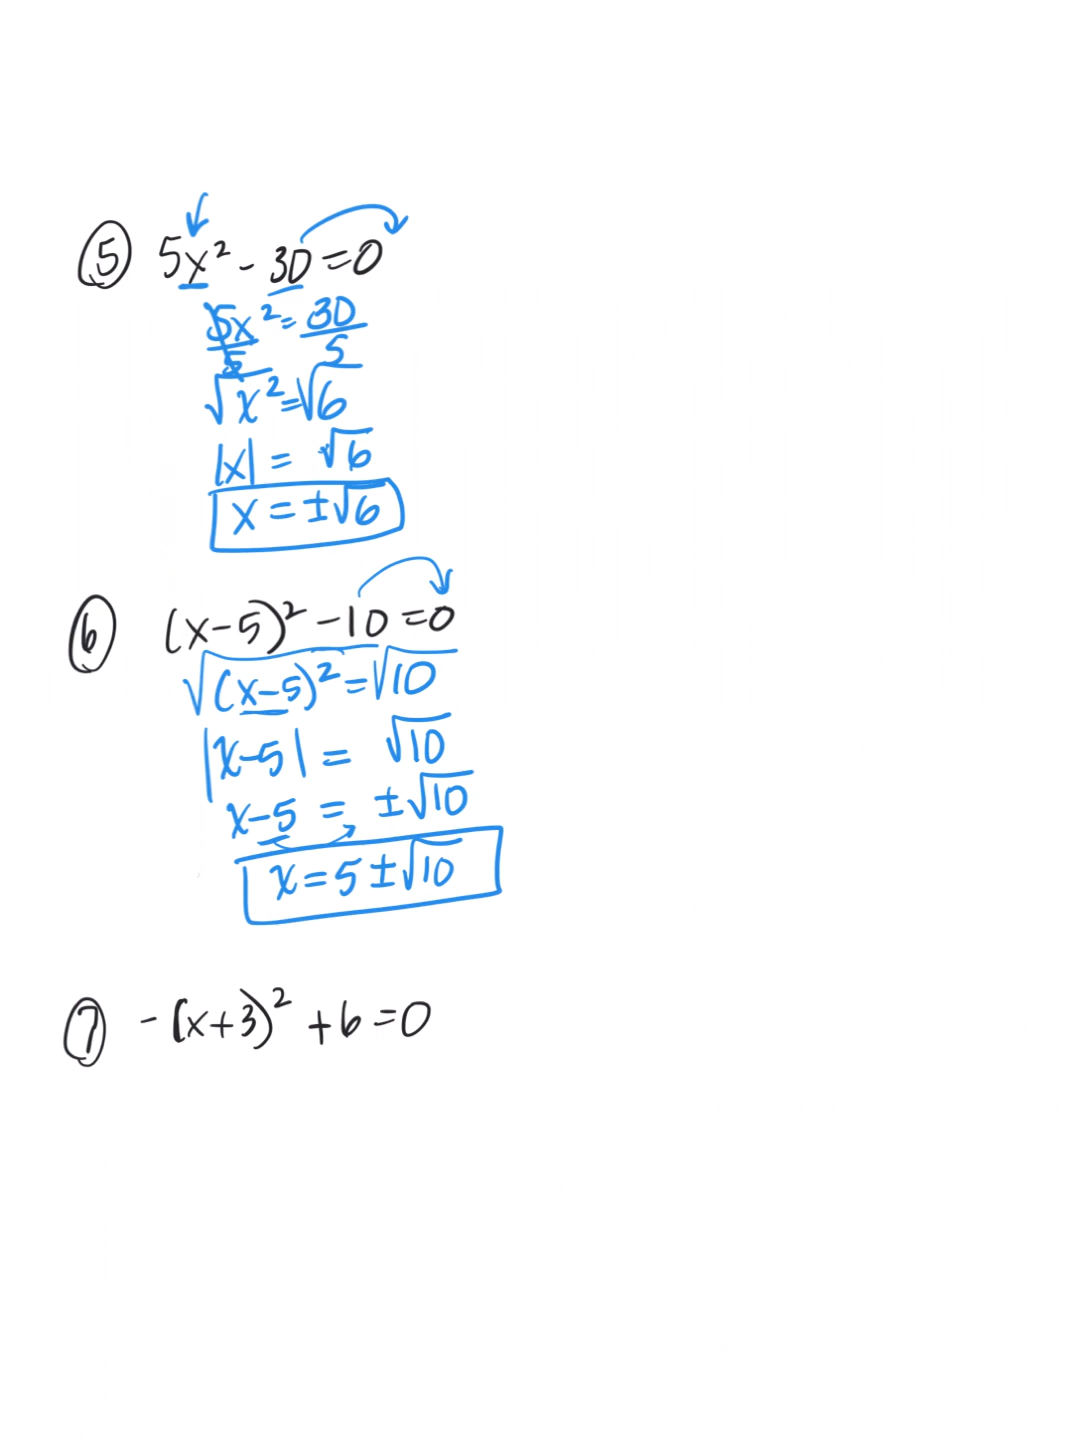 ⑤ 5x² - 30 = 0
5x²/5 = 30/5
√x² = √6
|x| = √6
x = ±√6
⑥ (x-5)² - 10 = 0
√(x-5)² = √10
|x-5| = √10
x-5 = ±√10
x = 5 ± √10
⑦ -(x+3)² + 6 = 0